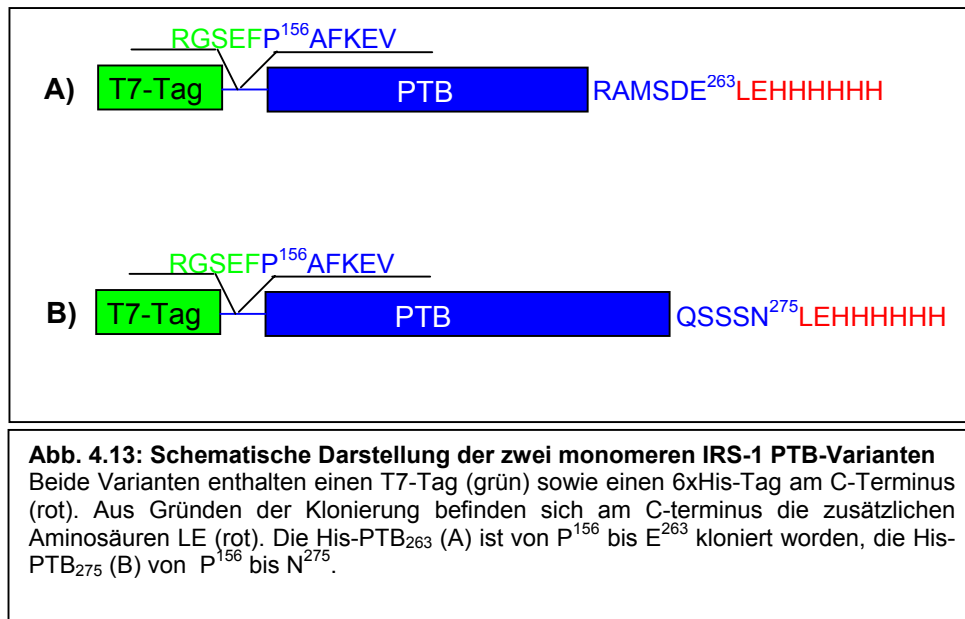 RGSEFP¹⁵⁶AFKEV
A) T7-Tag PTB RAMSDE²⁶³LEHHHHHH
RGSEFP¹⁵⁶AFKEV
B) T7-Tag PTB QSSSN²⁷⁵LEHHHHHH
Abb. 4.13: Schematische Darstellung der zwei monomeren IRS-1 PTB-Varianten
Beide Varianten enthalten einen T7-Tag (grün) sowie einen 6xHis-Tag am C-Terminus
(rot). Aus Gründen der Klonierung befinden sich am C-terminus die zusätzlichen
Aminosäuren LE (rot). Die His-PTB₂₆₃ (A) ist von P¹⁵⁶ bis E²⁶³ kloniert worden, die His-
PTB₂₇₅ (B) von P¹⁵⁶ bis N²⁷⁵.